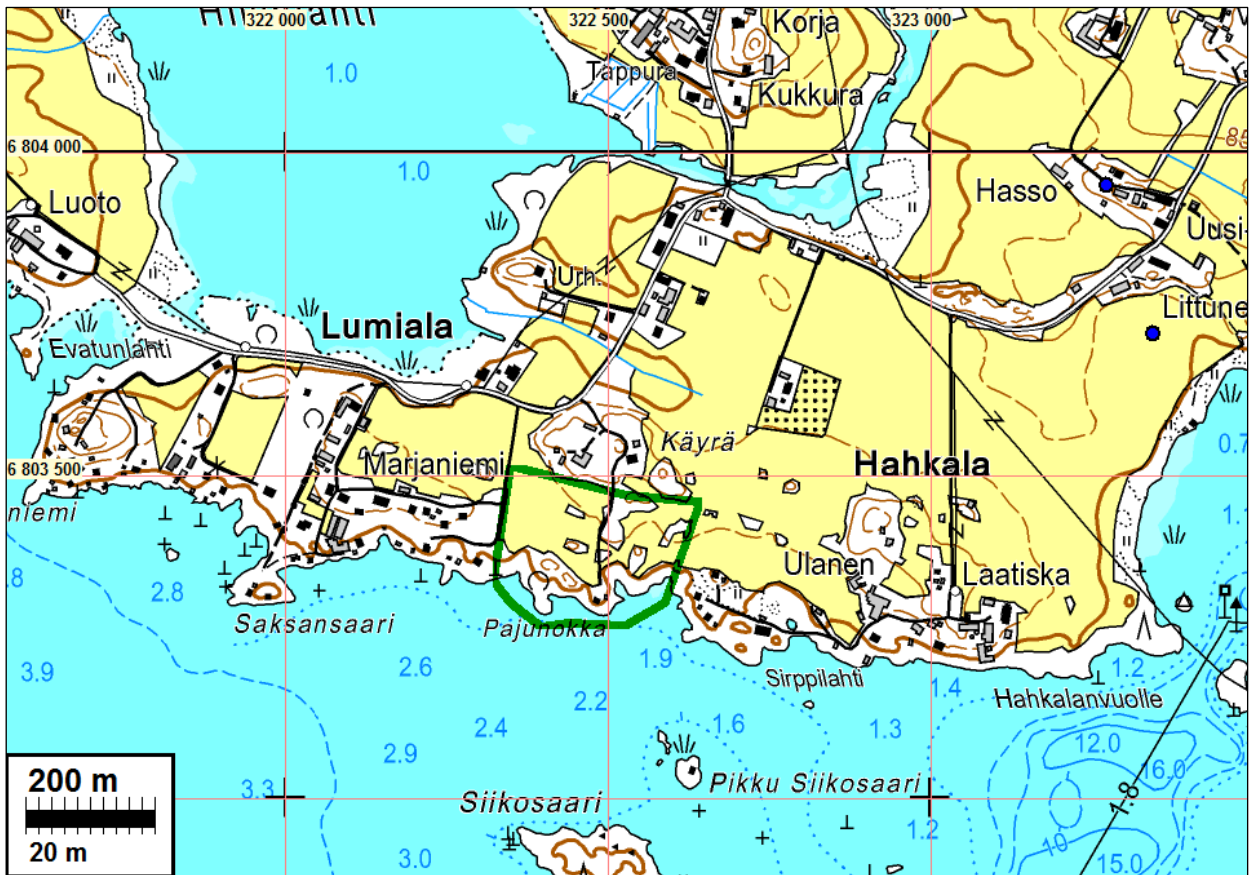 Hiidenlahti
322 000
322 500
323 000
Korja
1.0
Tappura
Kukkura
6 804 000
85
1.0
Luoto
Hasso
Uusi-
Urh.
Littune
Lumiala
Evatunlahti
Käyrä
0.7
6 803 500
Marjaniemi
Hahkala
niemi
1.
.8
2.8
Ulanen
Laatiska
Saksansaari
Pajunokka
3.9
2.6
1.9
1.2
Sirppilahti
1.4
Hahkalanvuolle
2.2
2.4
1.6
1.3
2.9
12.0
16.0
200 m
3.3
Siikosaari
Pikku Siikosaari
1.8
1.2
10
20 m
3.0
15.0